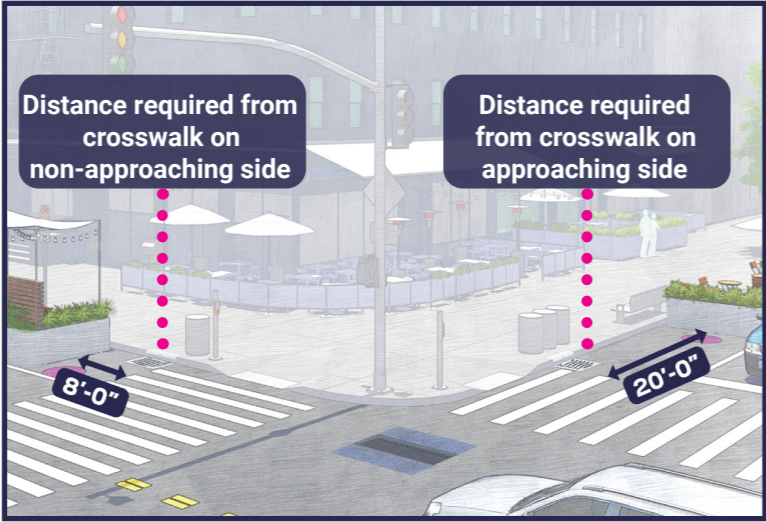 Distance required from
crosswalk on
non-approaching side
Distance required
from crosswalk on
approaching side
8'-0"
20'-0"